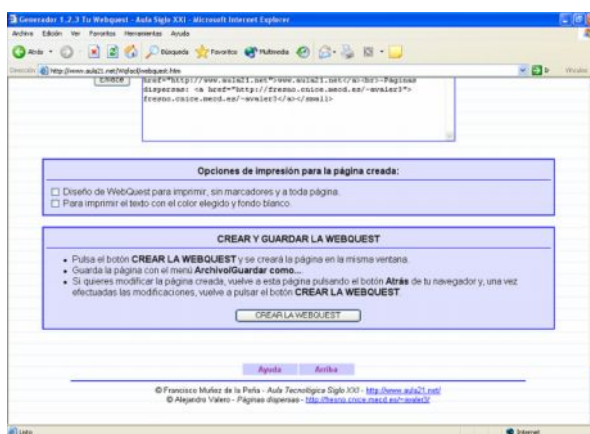 Generador 1.2.3 Tu Webquest - Aula Siglo XXI - Microsoft Internet Explorer
Archivo Edición Ver Favoritos Herramientas Ayuda
Atrás Búsqueda Favoritos Multimedia
Dirección http://www.aula21.net/Wqfacil/webquest.htm Ir Vínculos
Enlace
href="http://www.aula21.net">www.aula21.net</a><br>-Páginas
dispersas: <a href="http://fresno.cnice.mecd.es/~avaler3">
fresno.cnice.mecd.es/~avaler3</a></small>
Opciones de impresión para la página creada:
Diseño de WebQuest para imprimir, sin marcadores y a toda página.
Para imprimir el texto con el color elegido y fondo blanco.
CREAR Y GUARDAR LA WEBQUEST
Pulsa el botón CREAR LA WEBQUEST y se creará la página en la misma ventana.
Guarda la página con el menú Archivo/Guardar como...
Si quieres modificar la página creada, vuelve a esta página pulsando el botón Atrás de tu navegador y, una vez
efectuadas las modificaciones, vuelve a pulsar el botón CREAR LA WEBQUEST.
CREAR LA WEBQUEST
Ayuda Arriba
© Francisco Muñoz de la Peña - Aula Tecnológica Siglo XXI - http://www.aula21.net/
© Alejandro Valero - Páginas dispersas - http://fresno.cnice.mecd.es/~avaler3/
Listo Internet